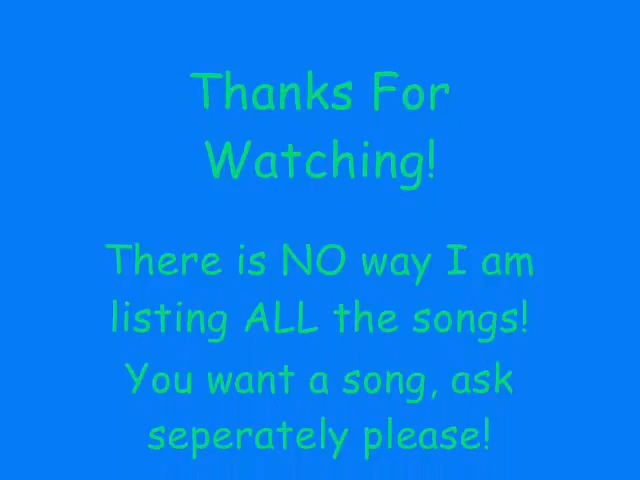 Thanks For
Watching!
There is NO way I am
listing ALL the songs!
You want a song, ask
seperately please!